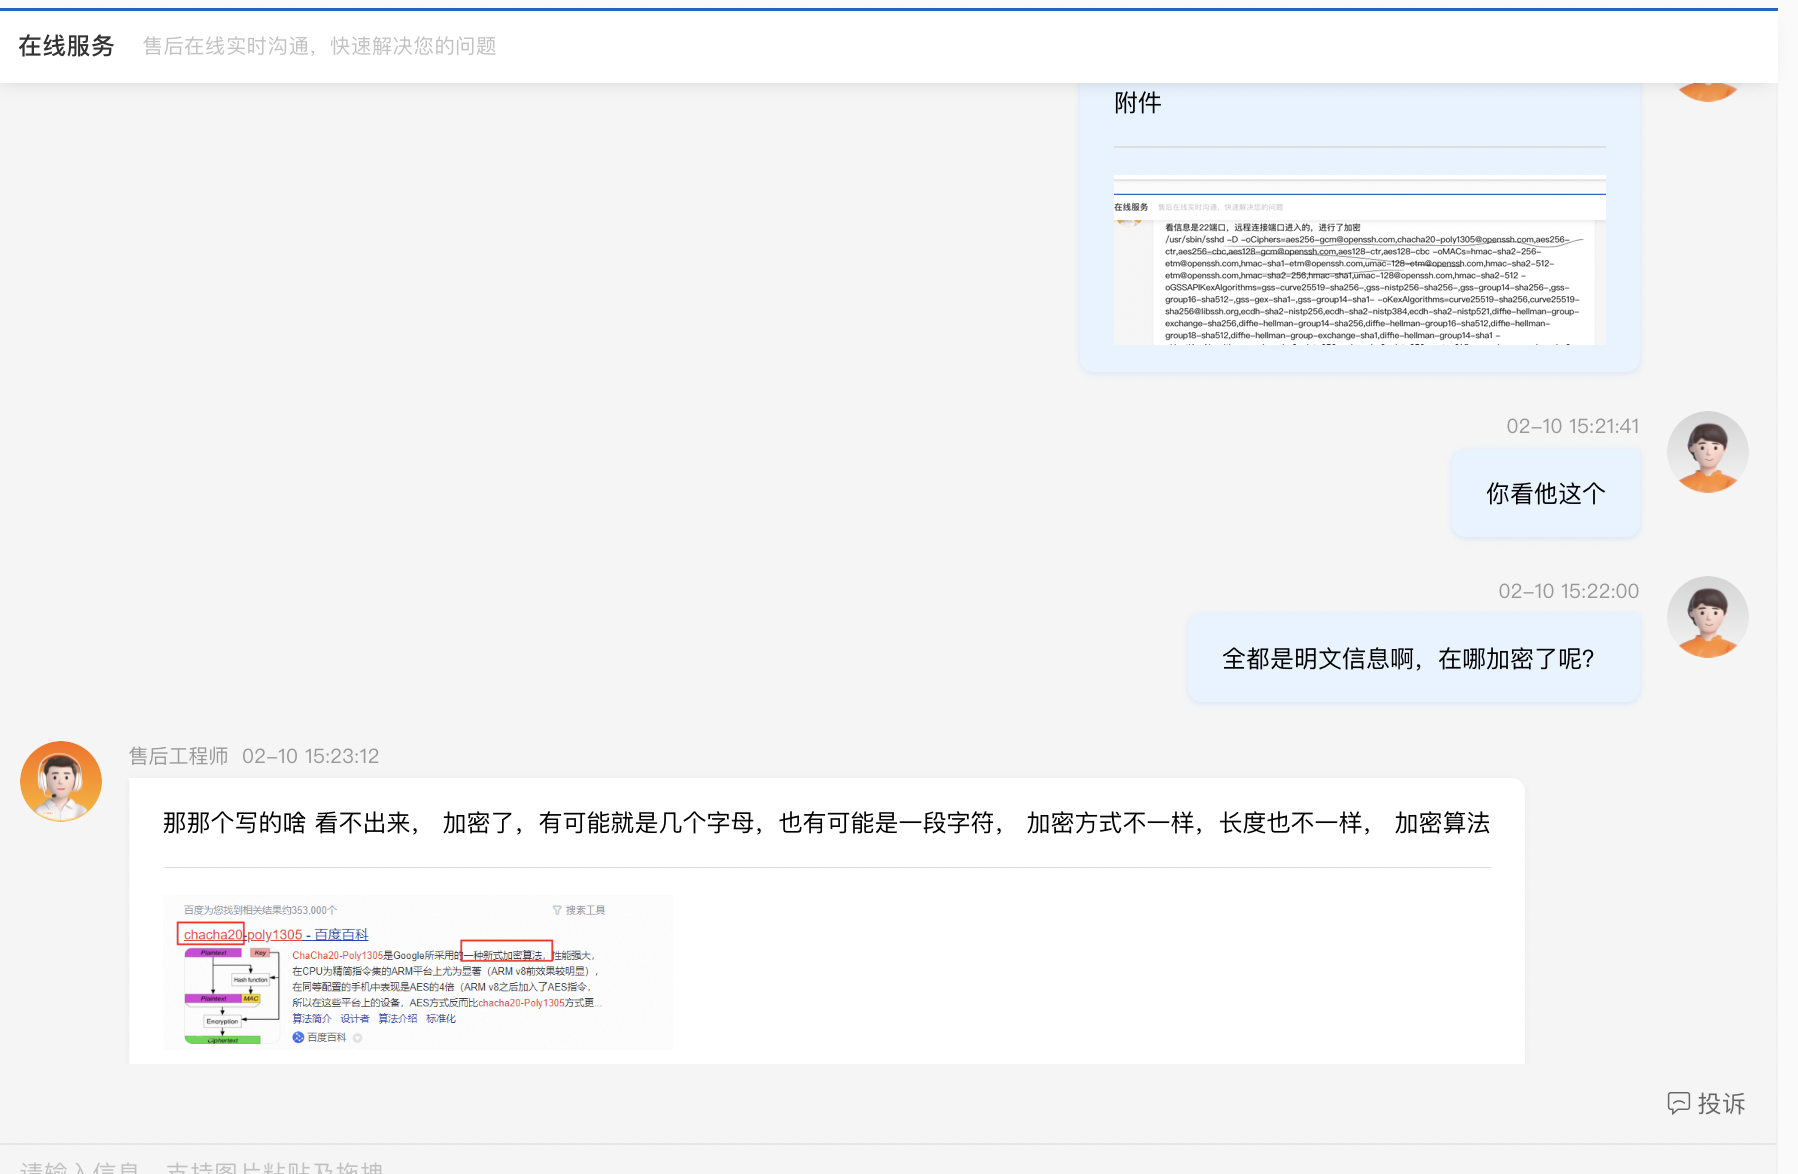 在线服务 售后在线实时沟通，快速解决您的问题
附件
在线服务 售后在线实时沟通，快速解决您的问题
看信息是22端口，远程连接端口进入的，进行了加密
/usr/sbin/sshd -D -oCiphers=aes256-gcm@openssh.com,chacha20-poly1305@openssh.com,aes256-
ctr,aes256-cbc,aes128-gcm@openssh.com,aes128-ctr,aes128-cbc -oMACs=hmac-sha2-256-
etm@openssh.com,hmac-sha1-etm@openssh.com,umac-128-etm@openssh.com,hmac-sha2-512-
etm@openssh.com,hmac-sha2-256,hmac-sha1,umac-128@openssh.com,hmac-sha2-512 -
oGSSAPIKexAlgorithms=gss-curve25519-sha256-,gss-nistp256-sha256-,gss-group14-sha256-,gss-
group16-sha512-,gss-gex-sha1-,gss-group14-sha1- -oKexAlgorithms=curve25519-sha256,curve25519-
sha256@libssh.org,ecdh-sha2-nistp256,ecdh-sha2-nistp384,ecdh-sha2-nistp521,diffie-hellman-group-
exchange-sha256,diffie-hellman-group14-sha256,diffie-hellman-group16-sha512,diffie-hellman-
group18-sha512,diffie-hellman-group-exchange-sha1,diffie-hellman-group14-sha1 -
02-10 15:21:41
你看他这个
02-10 15:22:00
全都是明文信息啊，在哪加密了呢？
售后工程师 02-10 15:23:12
那那个写的啥 看不出来， 加密了，有可能就是几个字母，也有可能是一段字符， 加密方式不一样，长度也不一样， 加密算法
百度为您找到相关结果约353,000个 搜索工具
chacha20-poly1305 - 百度百科
Plaintext Key
Hash function
Plaintext MAC
Encryption
Ciphertext
ChaCha20-Poly1305是Google所采用的一种新式加密算法，性能强大，
在CPU为精简指令集的ARM平台上尤为显著（ARM v8前效果较明显），
在同等配置的手机中表现是AES的4倍（ARM v8之后加入了AES指令，
所以在这些平台上的设备，AES方式反而比chacha20-Poly1305方式更...
算法简介 设计者 算法介绍 标准化
百度百科
投诉
请输入信息，支持图片粘贴及拖拽